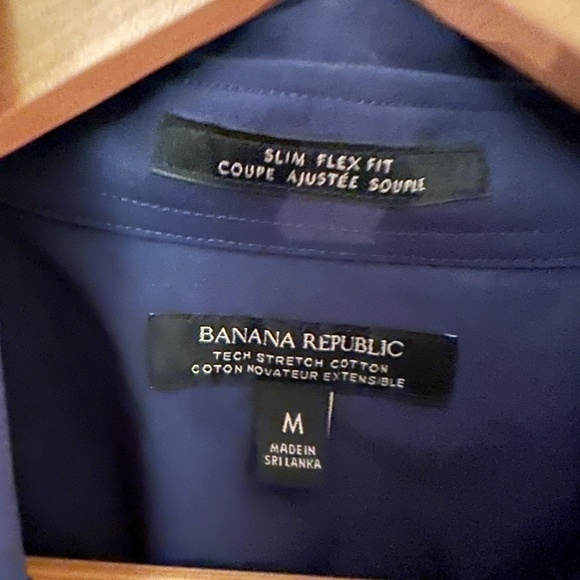 SLIM FLEX FIT
COUPE AJUSTÉE SOUPLE
BANANA REPUBLIC
TECH STRETCH COTTON
COTON NOVATEUR EXTENSIBLE
M
MADE IN
SRI LANKA